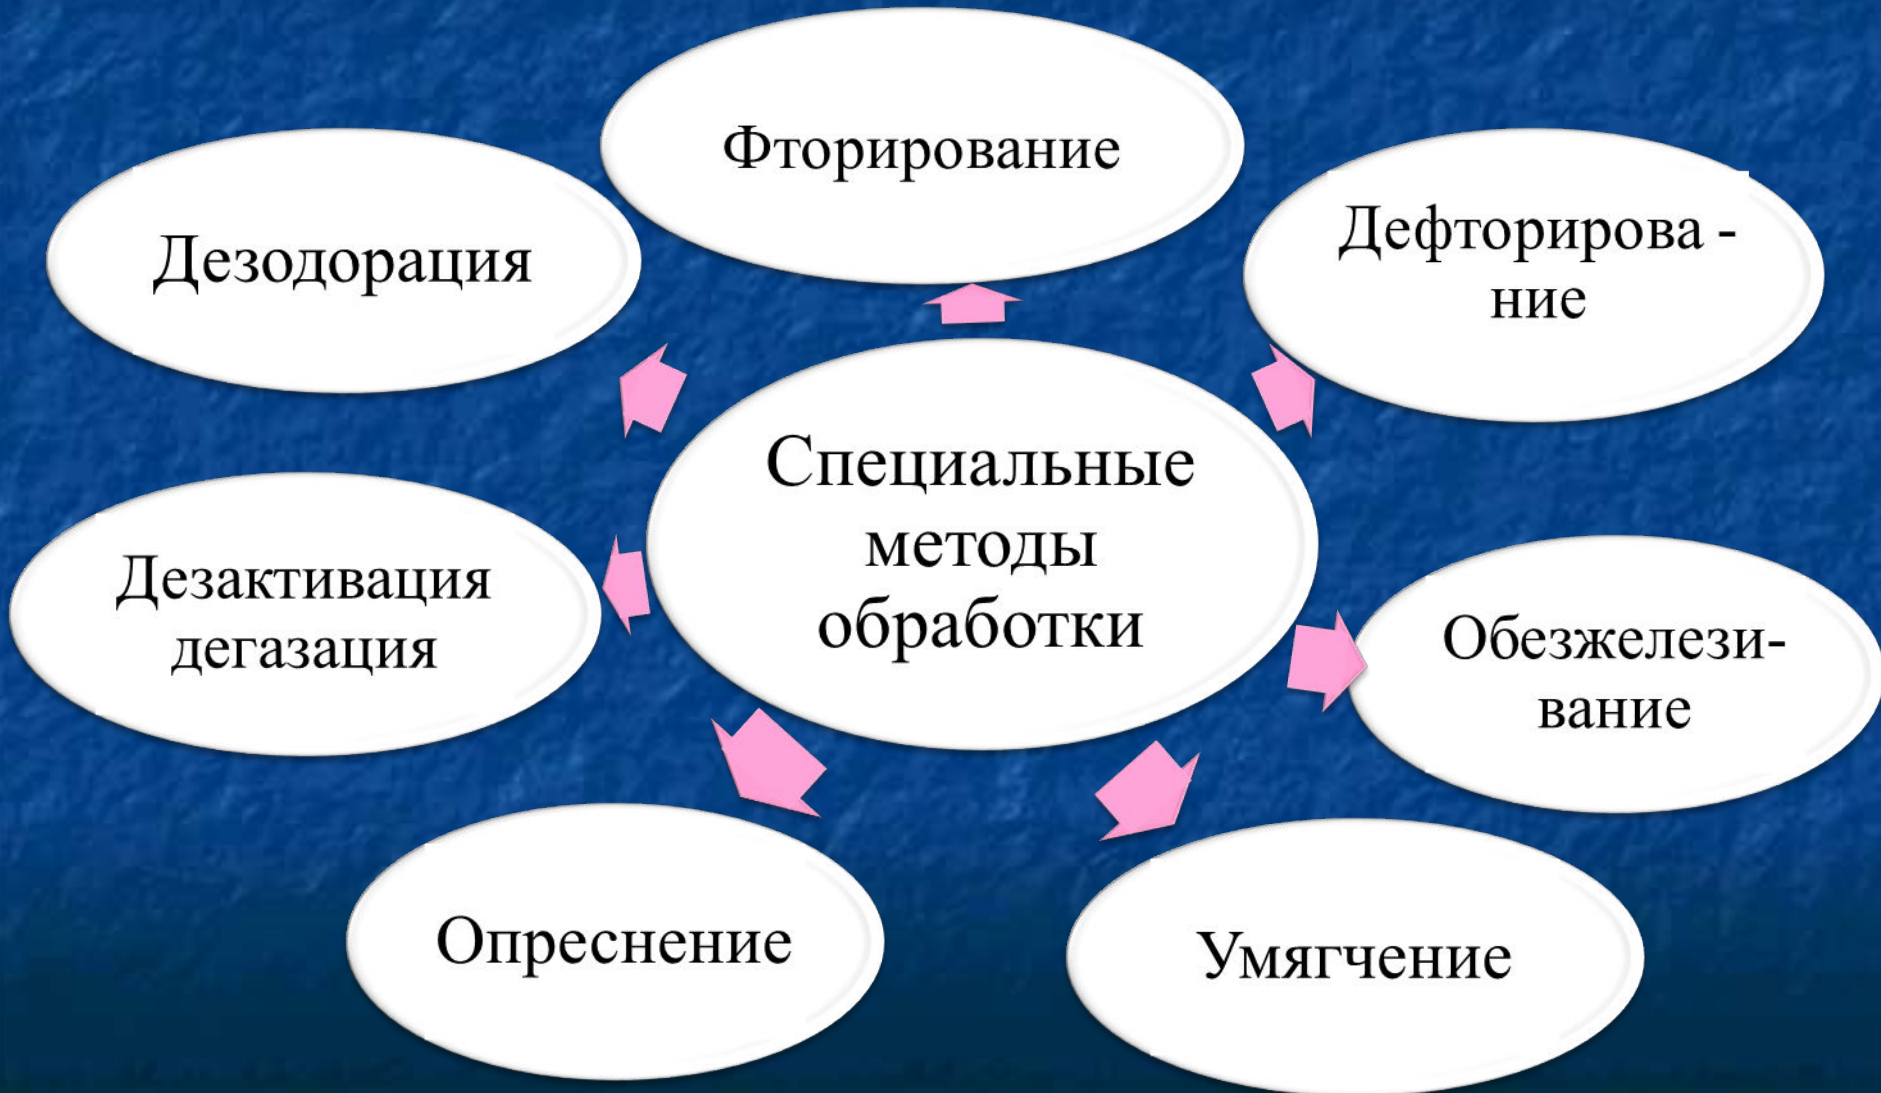 Фторирование
Дезодорация
Дефторирова -
ние
Специальные
методы
обработки
Дезактивация
дегазация
Обезжелези-
вание
Опреснение
Умягчение